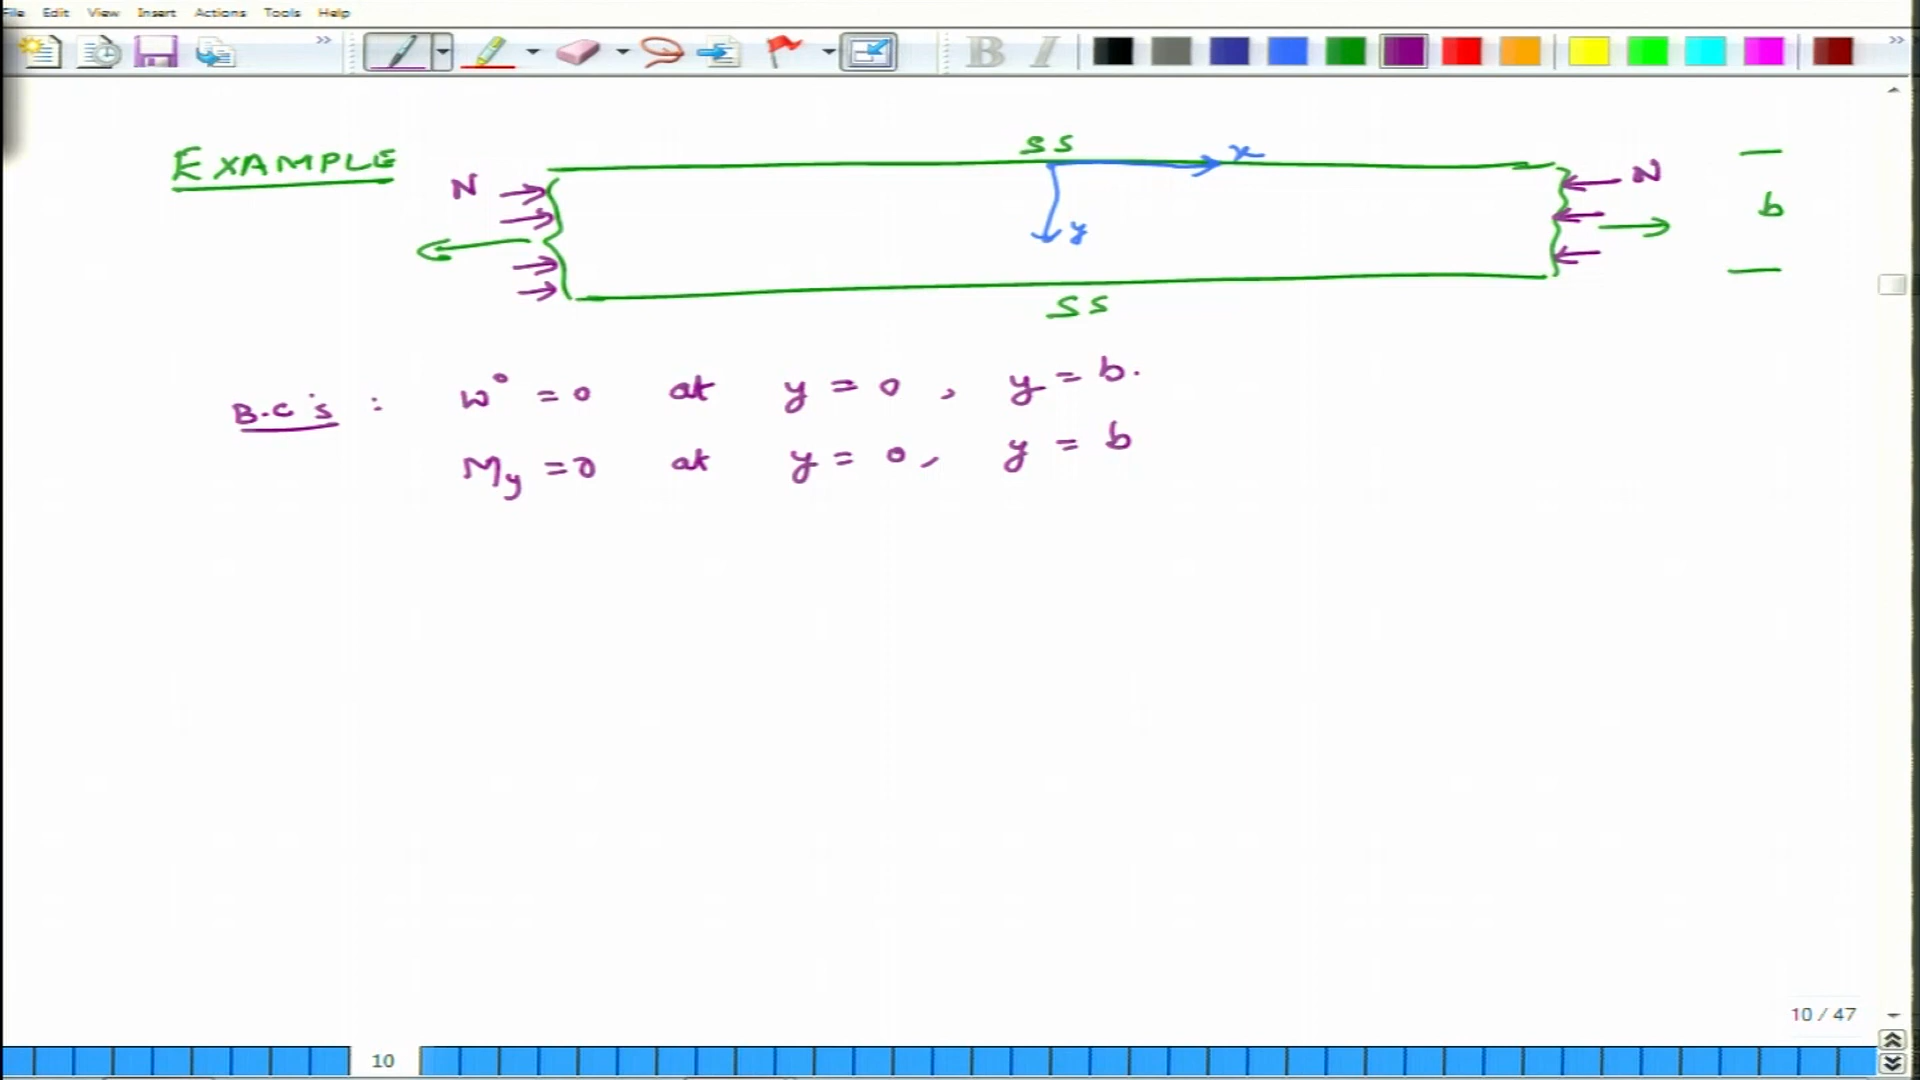 File Edit View Insert Actions Tools Help
B I
EXAMPLE
SS
x
N
N
y
b
SS
B.C's : w° = 0 at y = 0 , y = b.
My = 0 at y = 0, y = b
10 / 47
10